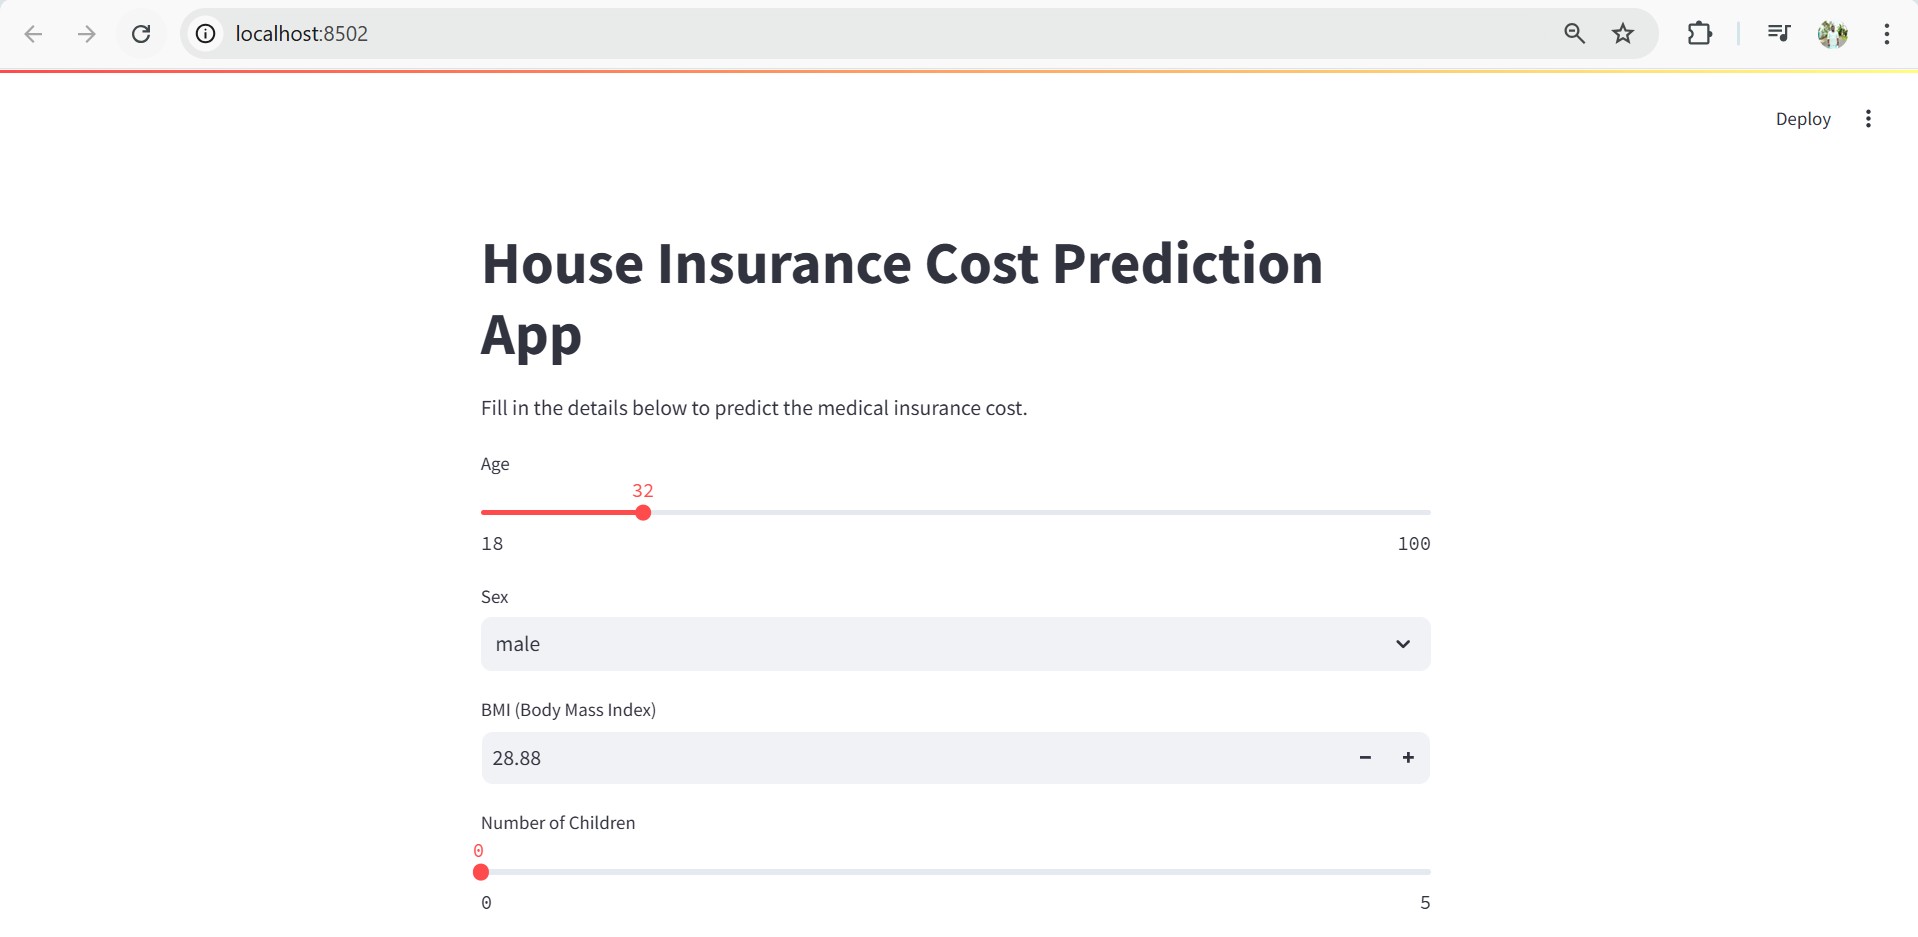 localhost:8502
Deploy
House Insurance Cost Prediction
App
Fill in the details below to predict the medical insurance cost.
Age
32
18 100
Sex
male
BMI (Body Mass Index)
28.88
Number of Children
0
0 5